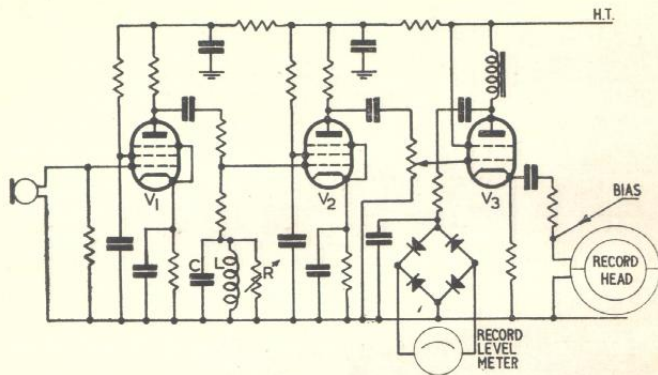 H.T.
V1
V2
V3
BIAS
C
L
R
RECORD
HEAD
RECORD
LEVEL
METER